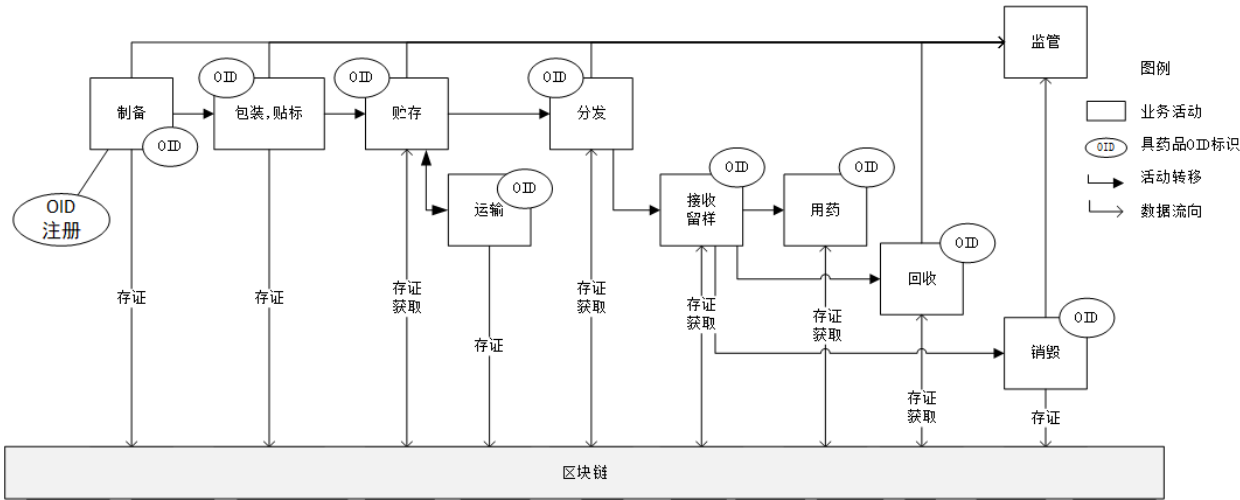 监管
图例
OID
OID
OID
制备
包装,贴标
贮存
分发
业务活动
OID
OID
具药品OID标识
OID
OID
OID
活动转移
OID
注册
运输
接收
留样
用药
数据流向
OID
回收
存证
存证
存证
获取
存证
获取
存证
获取
存证
获取
OID
存证
销毁
存证
获取
存证
区块链